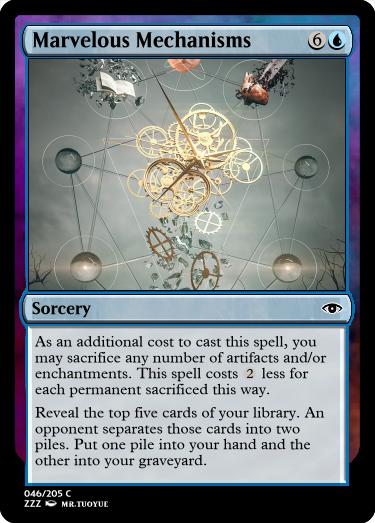 Marvelous Mechanisms 6
Sorcery
As an additional cost to cast this spell, you
may sacrifice any number of artifacts and/or
enchantments. This spell costs 2 less for
each permanent sacrificed this way.
Reveal the top five cards of your library. An
opponent separates those cards into two
piles. Put one pile into your hand and the
other into your graveyard.
046/205 C
ZZZ MR.TUOYUE